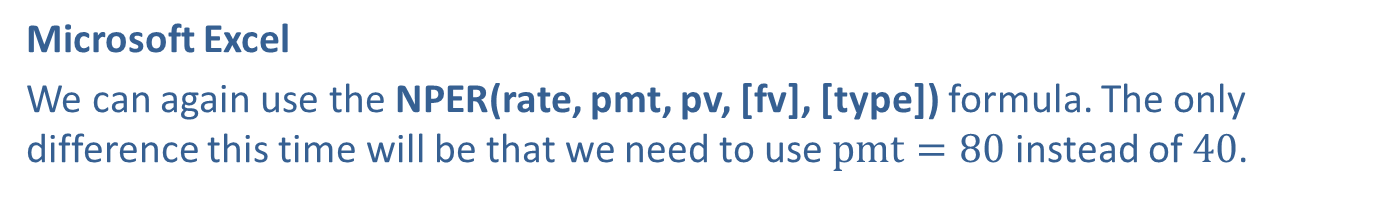 Microsoft Excel
We can again use the NPER(rate, pmt, pv, [fv], [type]) formula. The only
difference this time will be that we need to use pmt = 80 instead of 40.